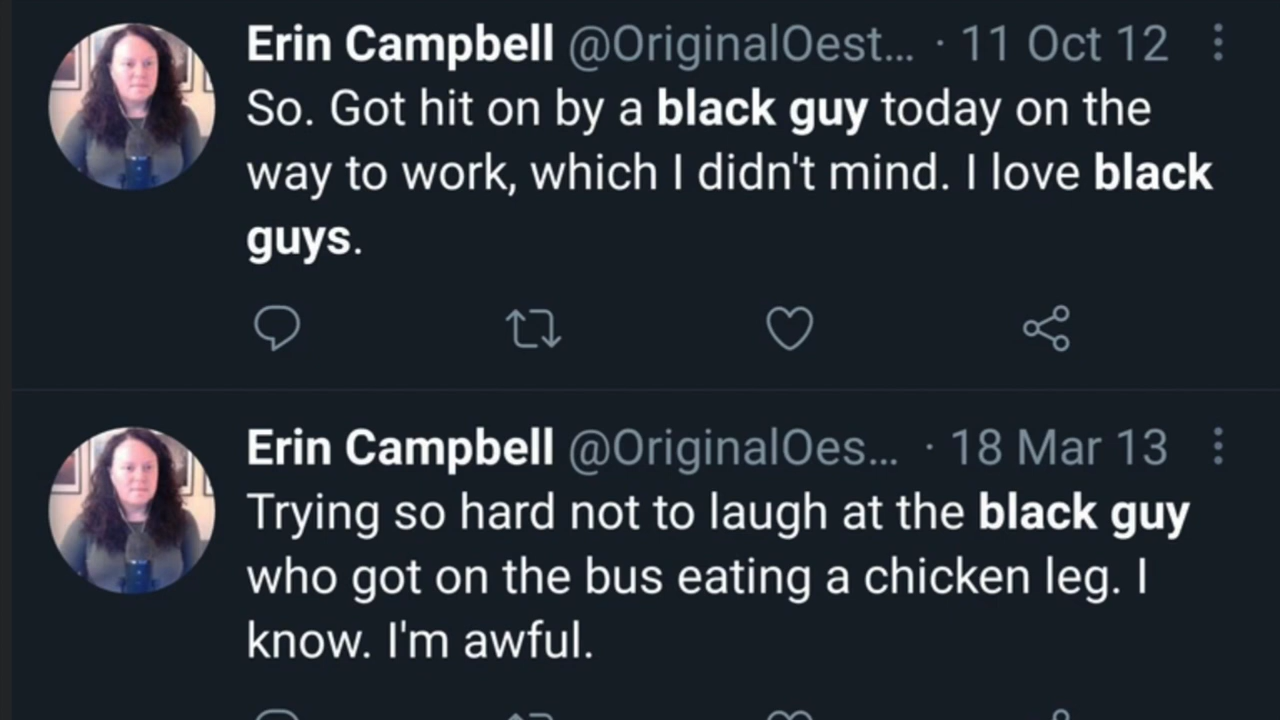 Erin Campbell @OriginalOest... · 11 Oct 12
So. Got hit on by a black guy today on the
way to work, which I didn't mind. I love black
guys.
Erin Campbell @OriginalOes... · 18 Mar 13
Trying so hard not to laugh at the black guy
who got on the bus eating a chicken leg. I
know. I'm awful.